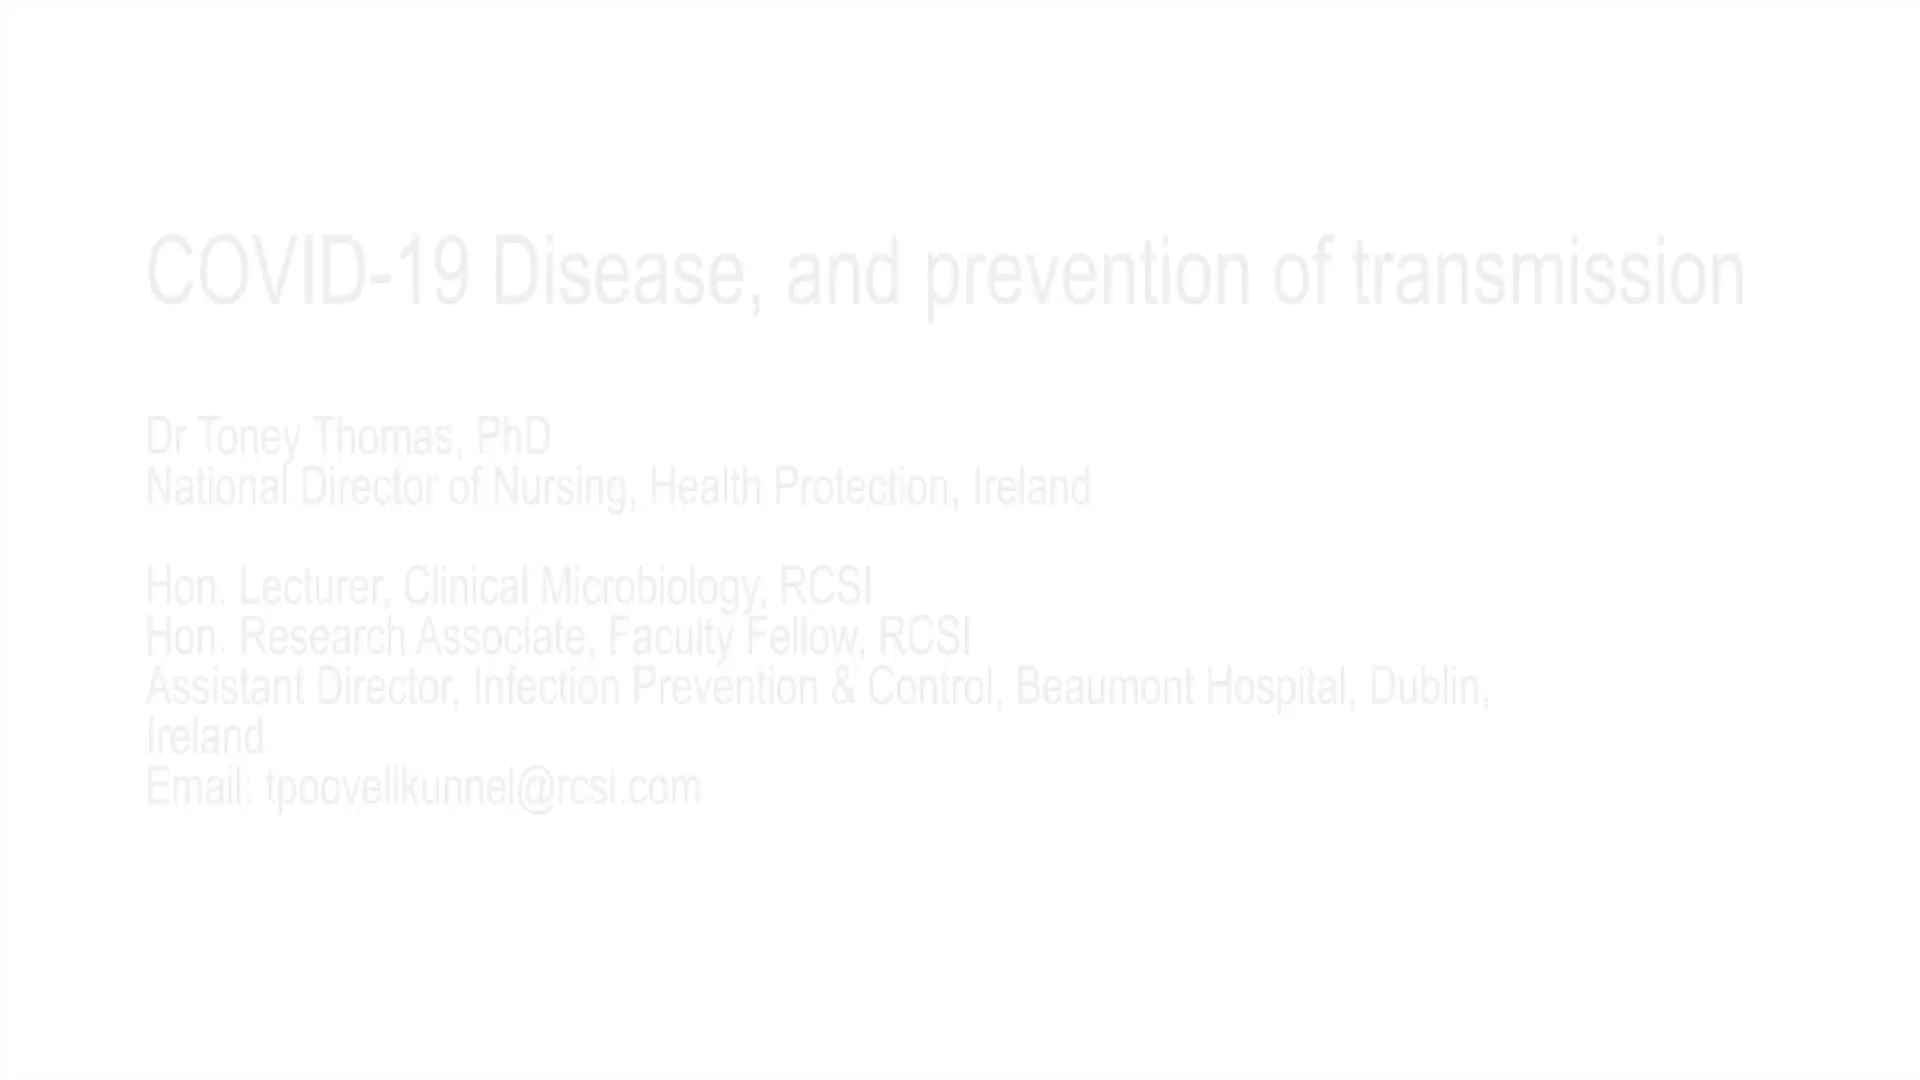 COVID-19 Disease, and prevention of transmission
Dr Toney Thomas, PhD
National Director of Nursing, Health Protection, Ireland
Hon. Lecturer, Clinical Microbiology, RCSI
Hon. Research Associate, Faculty Fellow, RCSI
Assistant Director, Infection Prevention & Control, Beaumont Hospital, Dublin,
Ireland
Email: tpoovelikunnel@rcsi.com